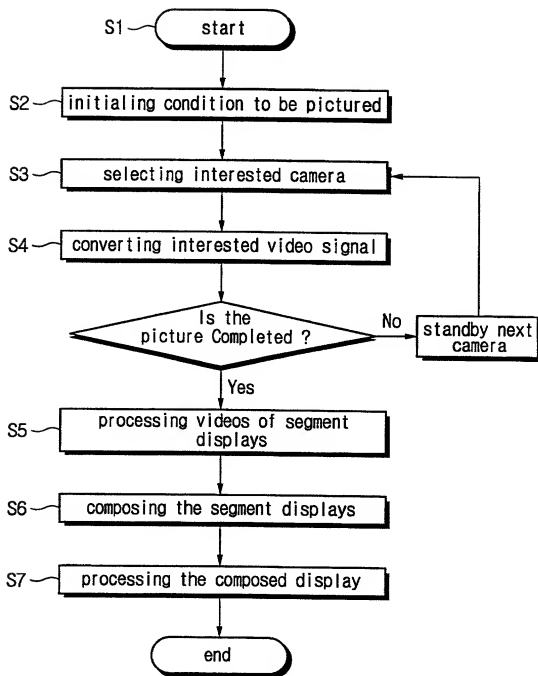 S1
start
S2
initialing condition to be pictured
S3
selecting interested camera
S4
converting interested video signal
Is the
picture Completed ?
No
standby next
camera
Yes
S5
processing videos of segment
displays
S6
composing the segment displays
S7
processing the composed display
end